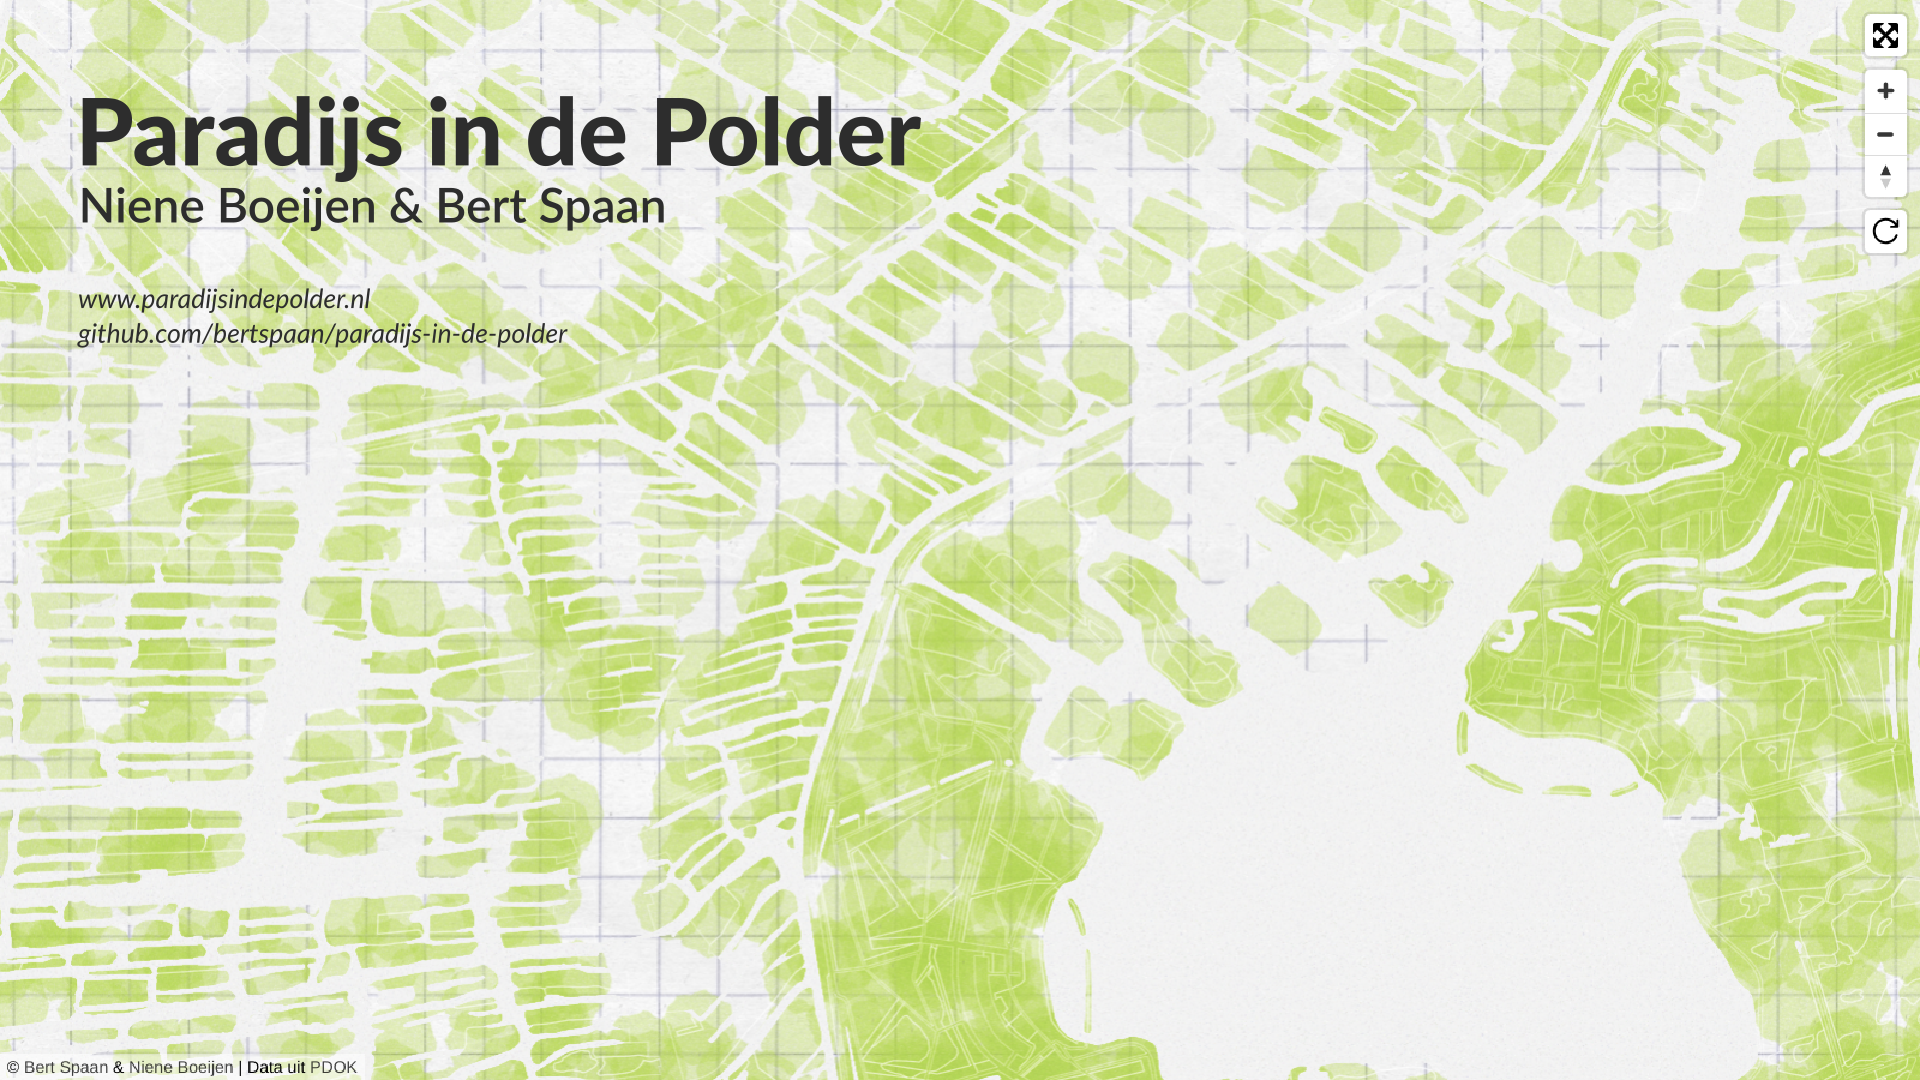 Paradijs in de Polder
Niene Boeijen & Bert Spaan
www.paradijsindepolder.nl
github.com/bertspaan/paradijs-in-de-polder
© Bert Spaan & Niene Boeijen | Data uit PDOK